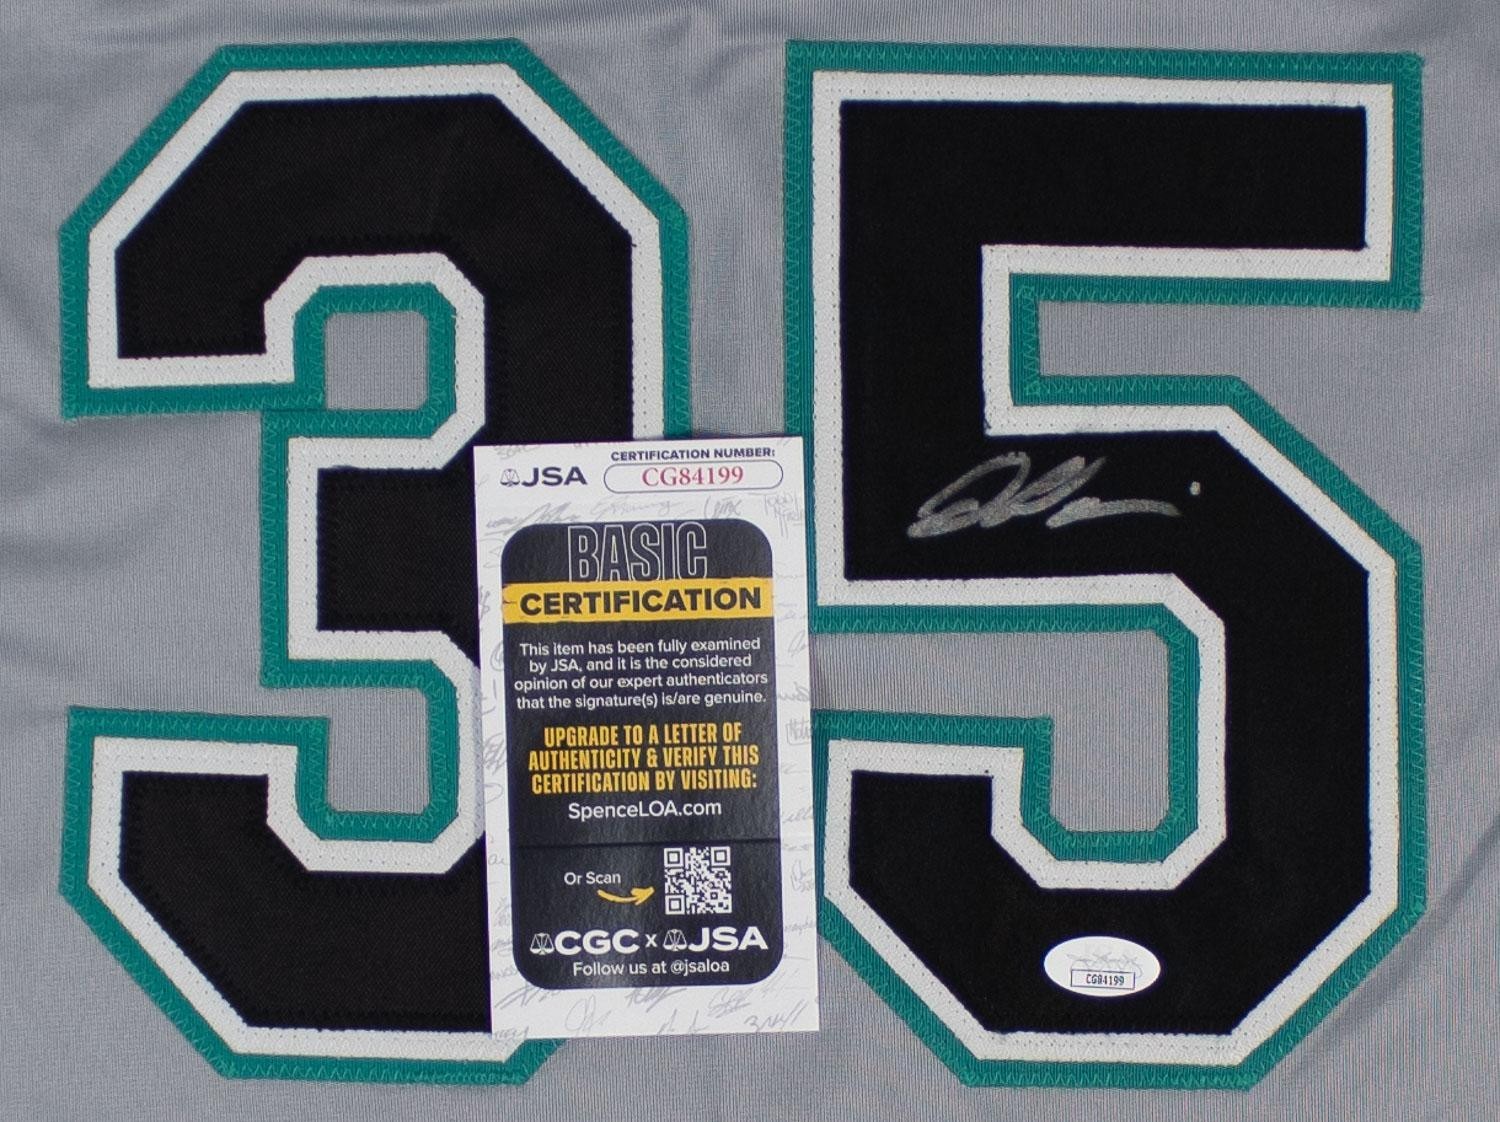 35
CERTIFICATION NUMBER:
JSA CG84199
BASIC
CERTIFICATION
This item has been fully examined
by JSA, and it is the considered
opinion of our expert authenticators
that the signature(s) is/are genuine.
UPGRADE TO A LETTER OF
AUTHENTICITY & VERIFY THIS
CERTIFICATION BY VISITING:
SpenceLOA.com
Or Scan
CGC x JSA
Follow us at @jsaloa
CG84199